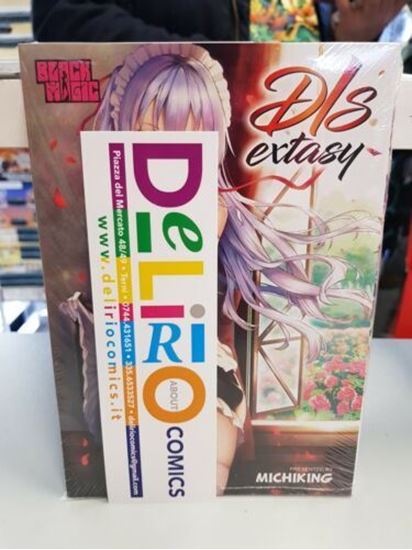 BLACK
MAGIC
D/s
extasy
DELIRIO
ABOUT
COMICS
Piazza del Mercato 48/49 • Terni • 0744.431651 • 335.6533527 • deliriocomics@gmail.com
www.deliriocomics.it
PRESENTED BY
MICHIKING